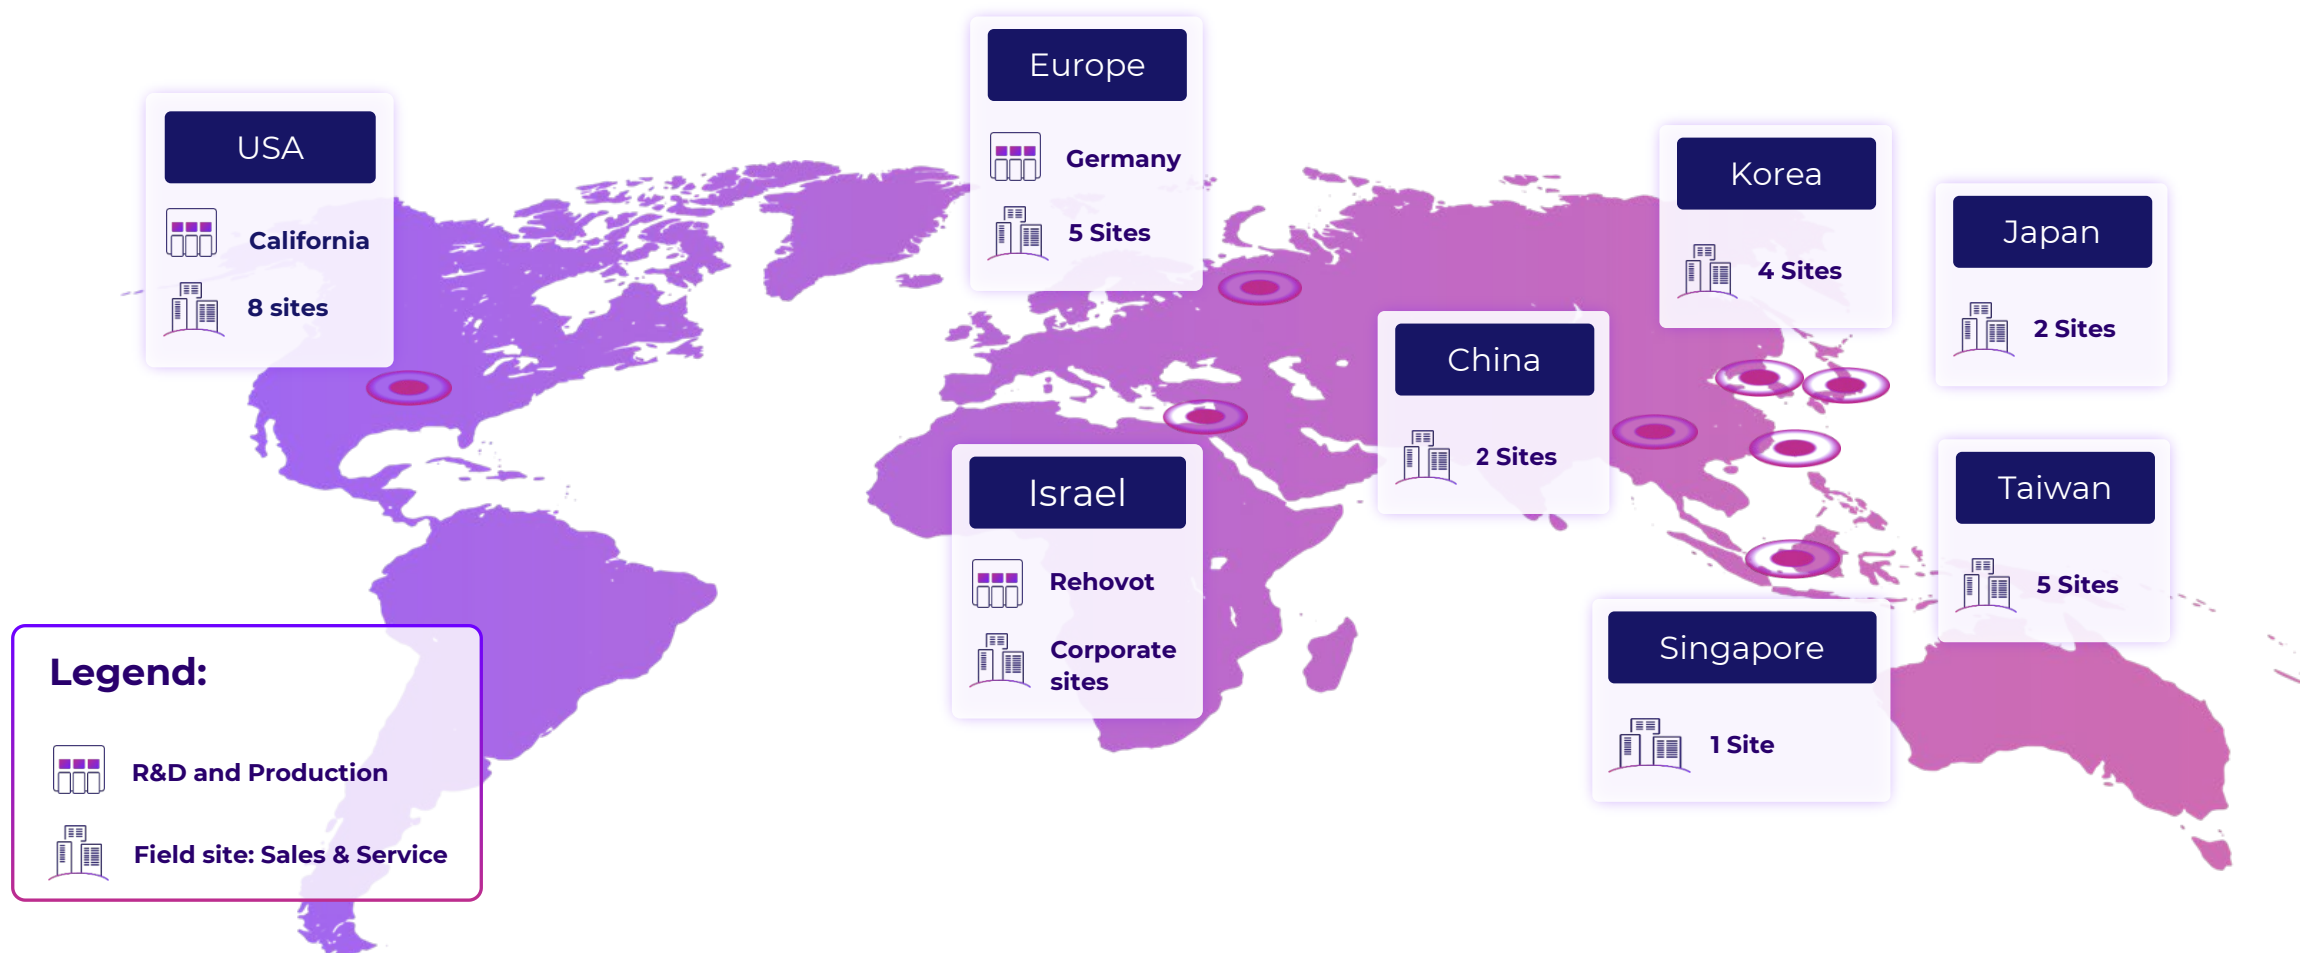 USA
California
8 sites
Europe
Germany
5 Sites
Israel
Rehovot
Corporate
sites
China
2 Sites
Korea
4 Sites
Japan
2 Sites
Taiwan
5 Sites
Singapore
1 Site
Legend:
R&D and Production
Field site: Sales & Service